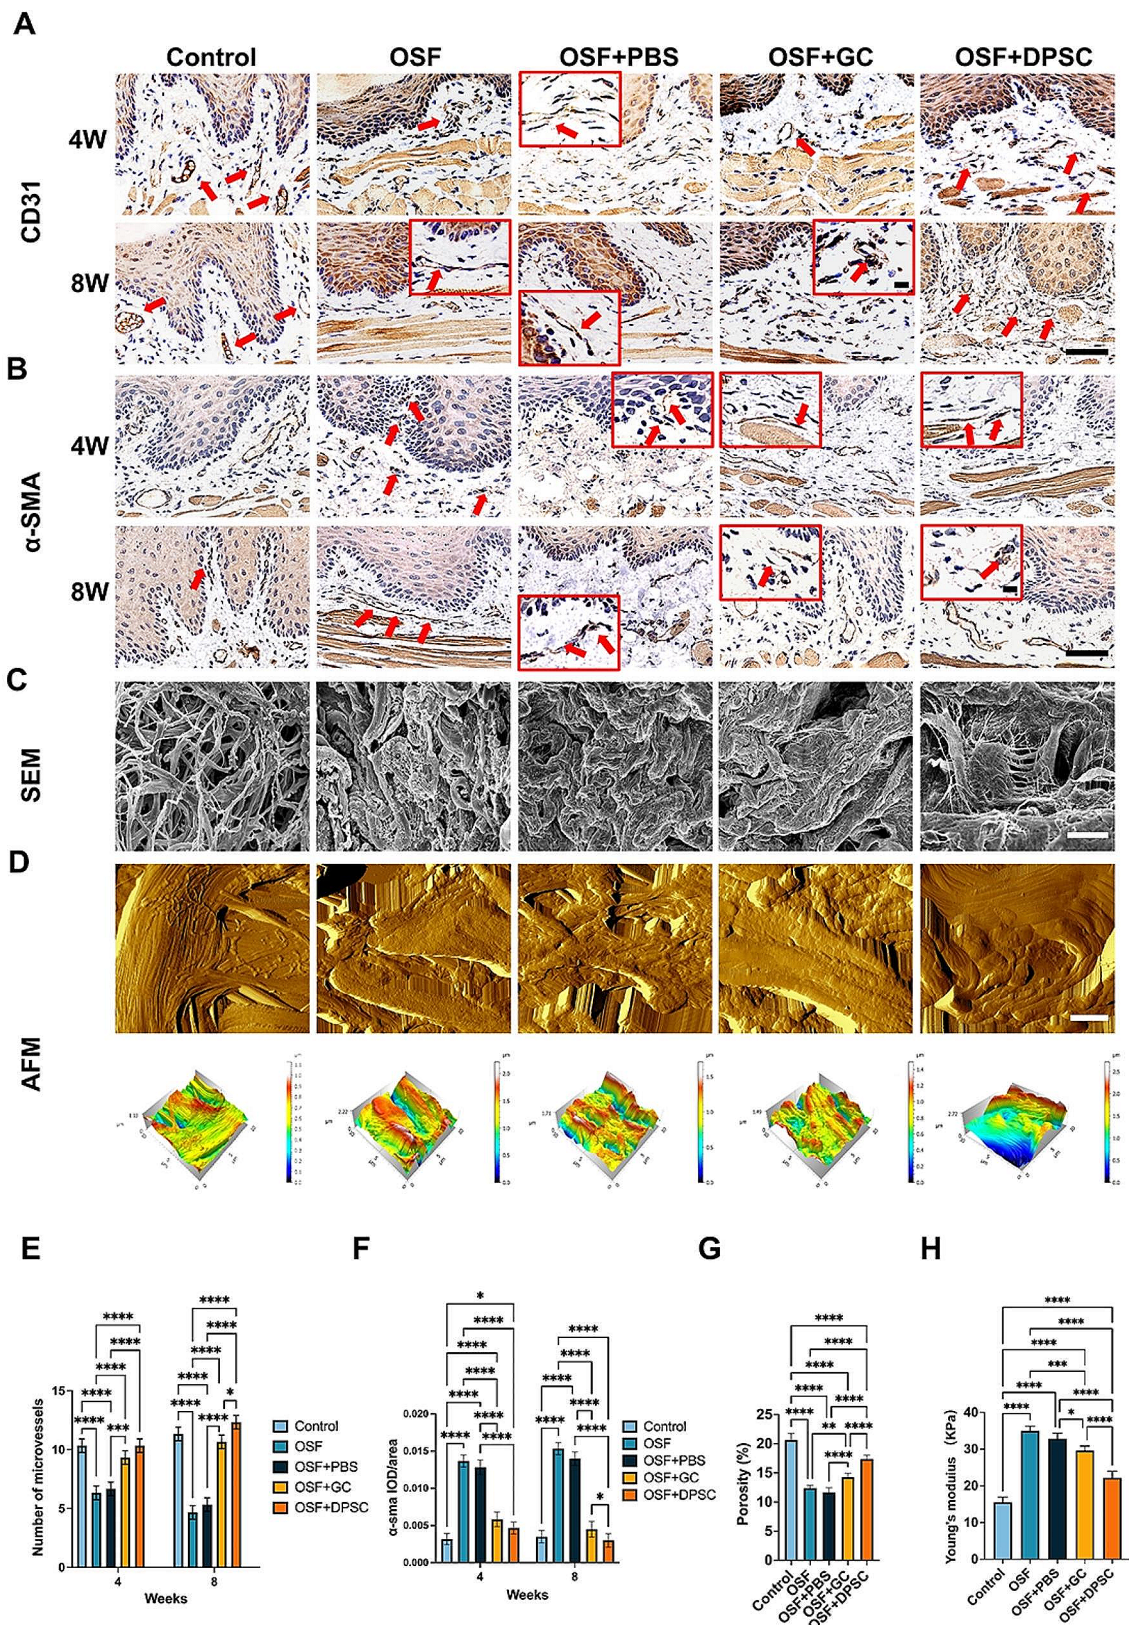 A
Control OSF OSF+PBS OSF+GC OSF+DPSC
CD31
4W
8W
B
α-SMA
4W
8W
C
SEM
D
AFM
E
F
G
H
Number of microvessels
15
10
5
0
**** **** **** **** *** ****
**** **** **** **** **** **** *
4 8
Weeks
Control
OSF
OSF+PBS
OSF+GC
OSF+DPSC
α-sma IOD/area
0.020
0.015
0.010
0.005
0.000
* **** **** **** **** **** ****
**** **** **** **** **** **** *
4 8
Weeks
Control
OSF
OSF+PBS
OSF+GC
OSF+DPSC
Porosity (%)
25
20
15
10
5
0
**** **** **** **** **** **** ** **** ****
Control OSF OSF+PBS OSF+GC OSF+DPSC
Young's moduius (KPa)
40
30
20
10
0
**** **** **** *** **** **** **** * ****
Control OSF OSF+PBS OSF+GC OSF+DPSC